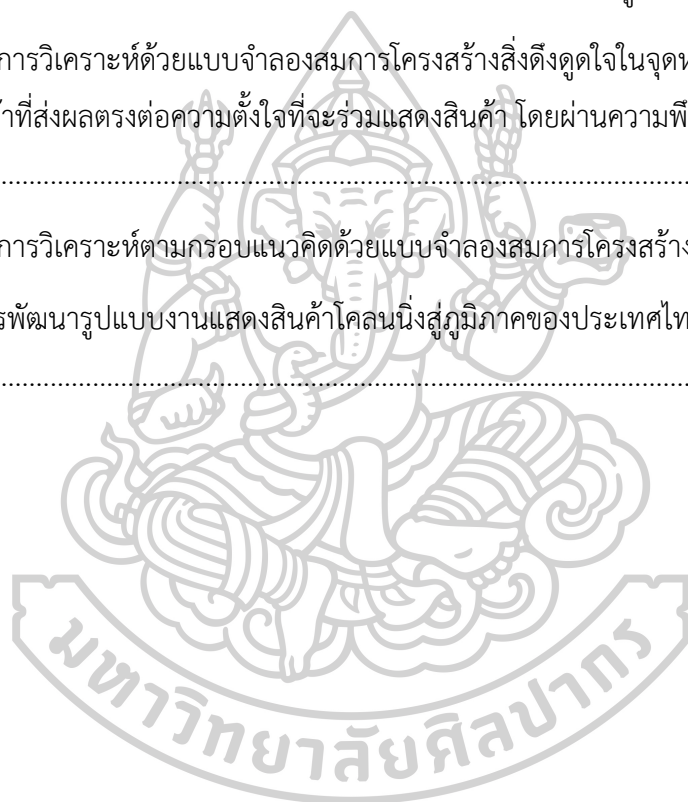 การวิเคราะห์ด้วยแบบจำลองสมการโครงสร้างสิ่งดึงดูดใจในจุด
ที่ส่งผลตรงต่อความตั้งใจที่จะร่วมแสดงสินค้า โดยผ่านความ
................................................................................
การวิเคราะห์ตามกรอบแนวคิดด้วยแบบจำลองสมการโครงสร้าง
พัฒนารูปแบบงานแสดงสินค้าโคลนนิ่งสู่ภูมิภาคของประเทศไท
................................................................................
มหาวิทยาลัยศิลปากร